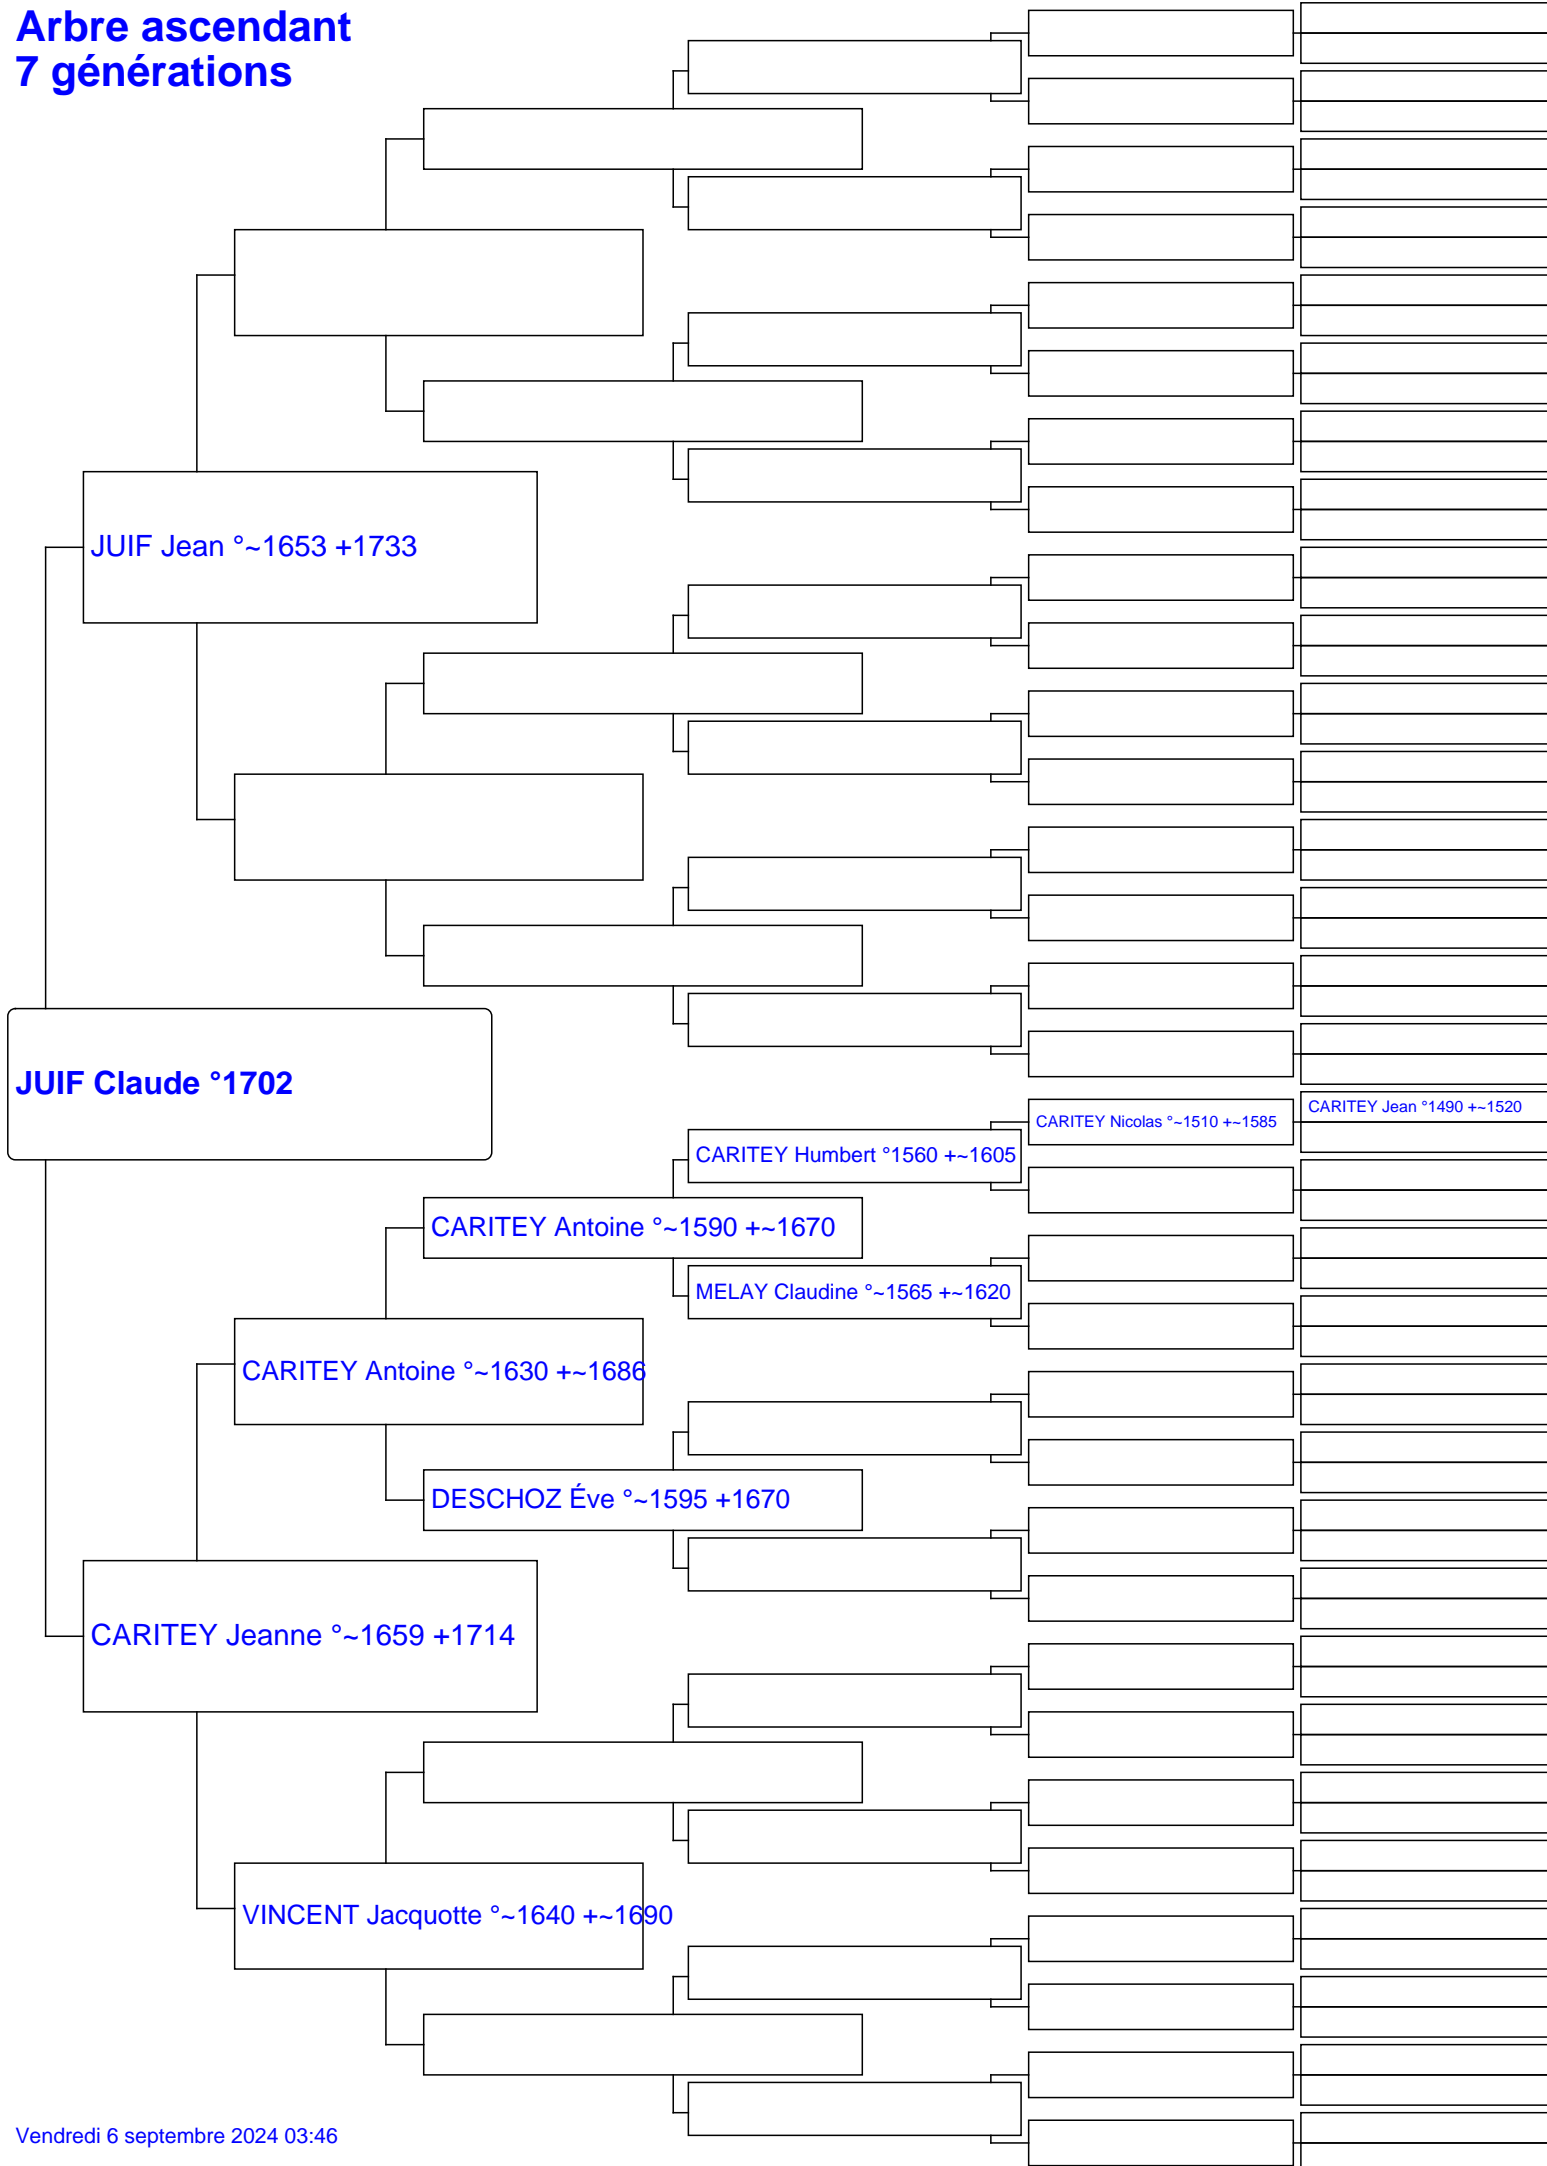 Arbre ascendant
7 générations
JUIF Jean °~1653 +1733
JUIF Claude °1702
CARITEY Jean °1490 +~1520
CARITEY Nicolas °~1510 +~1585
CARITEY Humbert °1560 +~1605
CARITEY Antoine °~1590 +~1670
MELAY Claudine °~1565 +~1620
CARITEY Antoine °~1630 +~1686
DESCHOZ Éve °~1595 +1670
CARITEY Jeanne °~1659 +1714
VINCENT Jacquotte °~1640 +~1690
Vendredi 6 septembre 2024 03:46